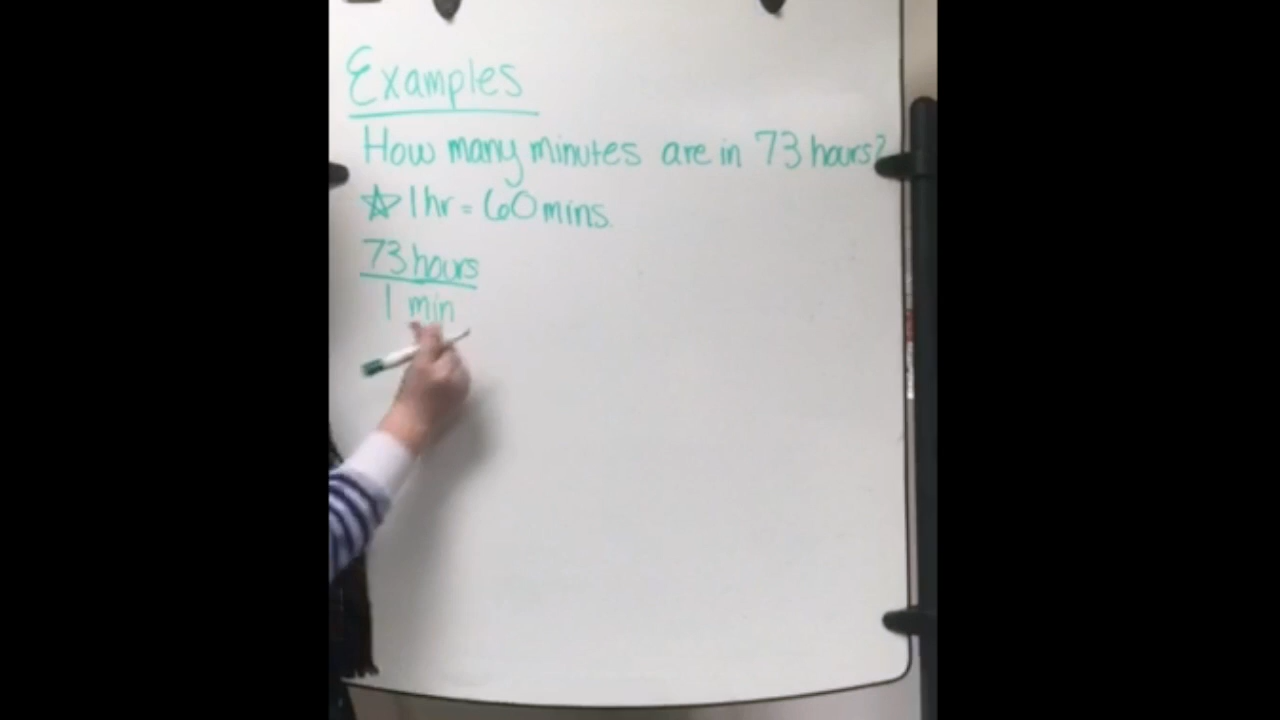 Examples
How many minutes are in 73 hours?
☆ 1 hr = 60 mins.
73 hours
1 min